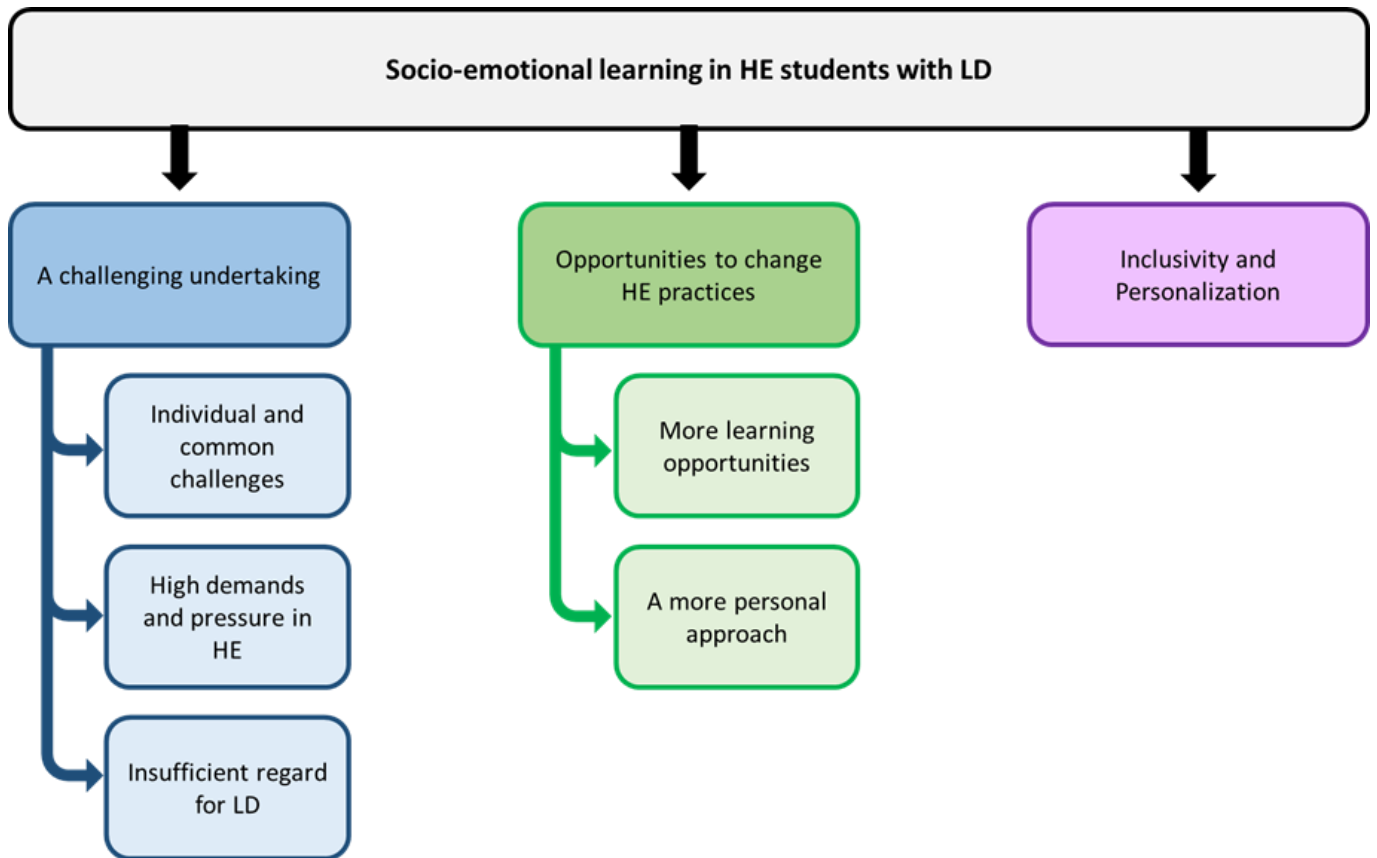 Socio-emotional learning in HE students with LD
A challenging undertaking
Individual and
common
challenges
High demands
and pressure in
HE
Insufficient regard
for LD
Opportunities to change
HE practices
More learning
opportunities
A more personal
approach
Inclusivity and
Personalization